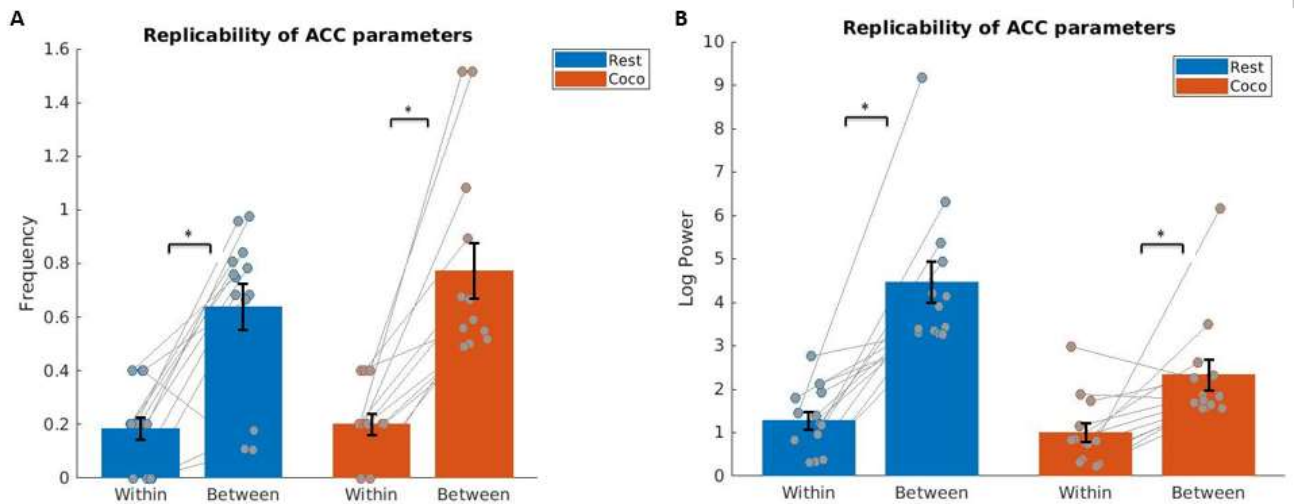 A
Replicability of ACC parameters
Rest
Coco
1.6
1.4
1.2
1
0.8
0.6
0.4
0.2
0
Frequency
*
*
Within
Between
Within
Between
B
Replicability of ACC parameters
Rest
Coco
10
9
8
7
6
5
4
3
2
1
0
Log Power
*
*
Within
Between
Within
Between